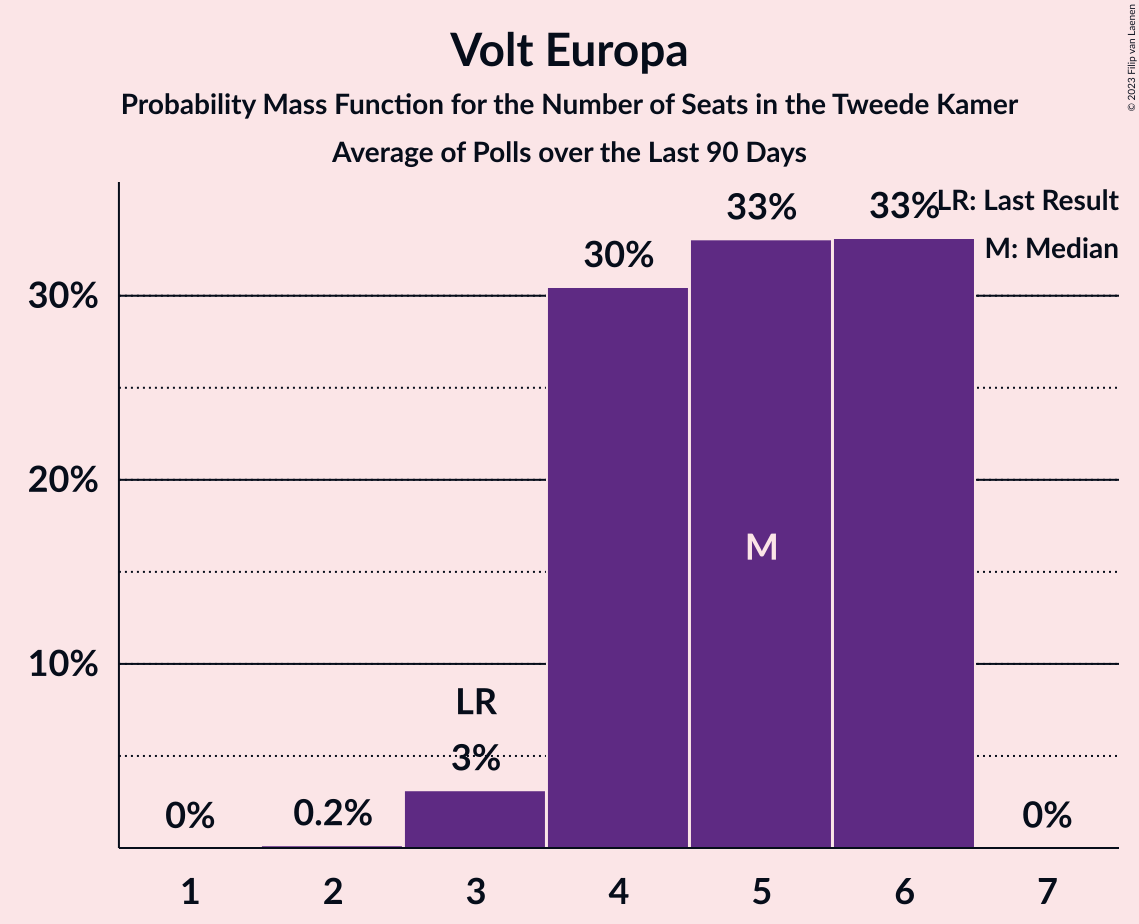 Volt Europa
Probability Mass Function for the Number of Seats in the Tweede Kamer
Average of Polls over the Last 90 Days
© 2023 Filip van Laenen
LR: Last Result
M: Median
33%
33%
30%
30%
20%
M
10%
LR
3%
0%
0.2%
0%
1
2
3
4
5
6
7